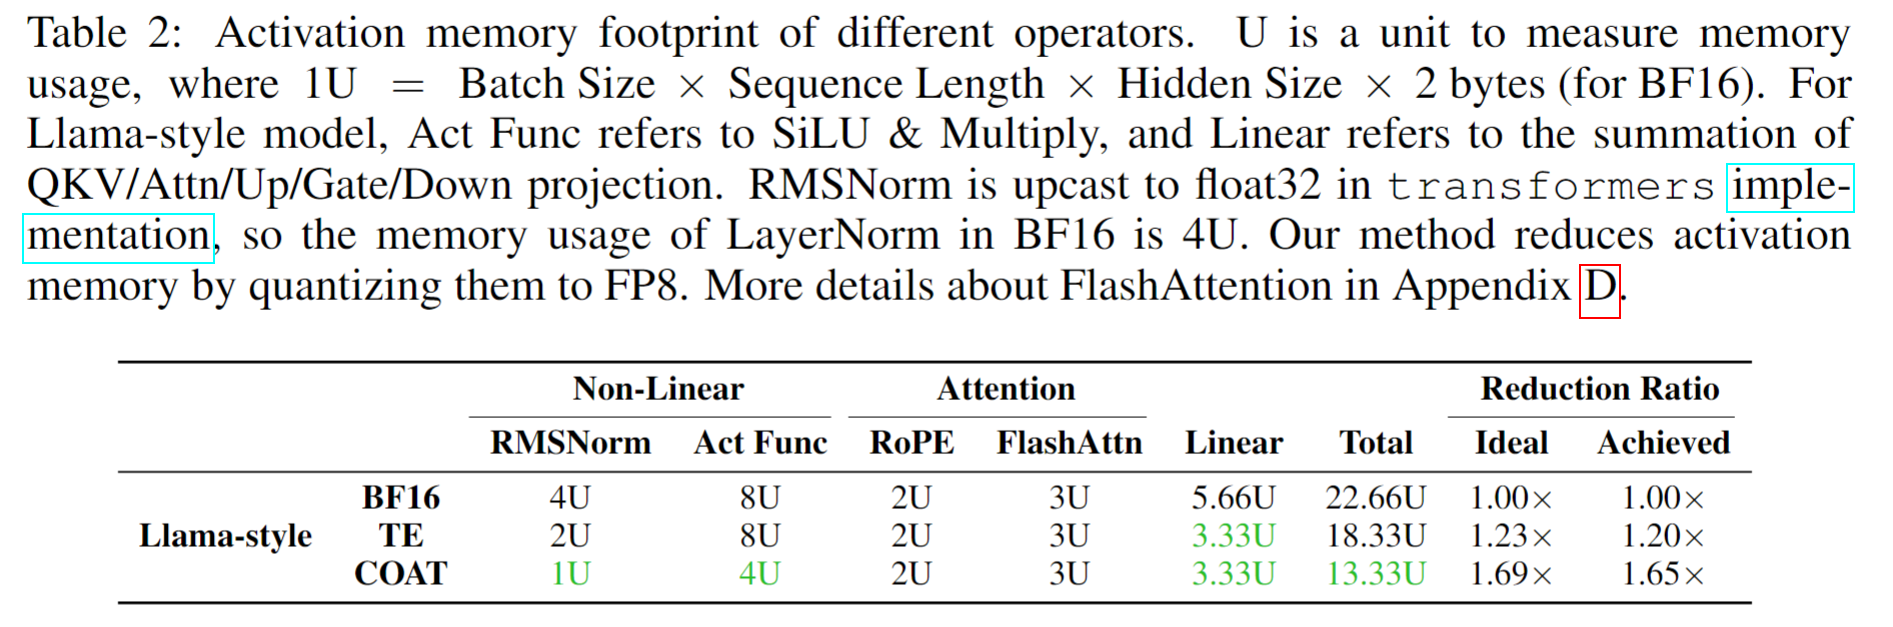 Table 2: Activation memory footprint of different operators. U is a unit to measure memory
usage, where 1U = Batch Size × Sequence Length × Hidden Size × 2 bytes (for BF16). For
Llama-style model, Act Func refers to SiLU & Multiply, and Linear refers to the summation of
QKV/Attn/Up/Gate/Down projection. RMSNorm is upcast to float32 in transformers imple-
mentation, so the memory usage of LayerNorm in BF16 is 4U. Our method reduces activation
memory by quantizing them to FP8. More details about FlashAttention in Appendix D.
Non-Linear Attention Reduction Ratio
RMSNorm Act Func RoPE FlashAttn Linear Total Ideal Achieved
BF16 4U 8U 2U 3U 5.66U 22.66U 1.00× 1.00×
Llama-style TE 2U 8U 2U 3U 3.33U 18.33U 1.23× 1.20×
COAT 1U 4U 2U 3U 3.33U 13.33U 1.69× 1.65×